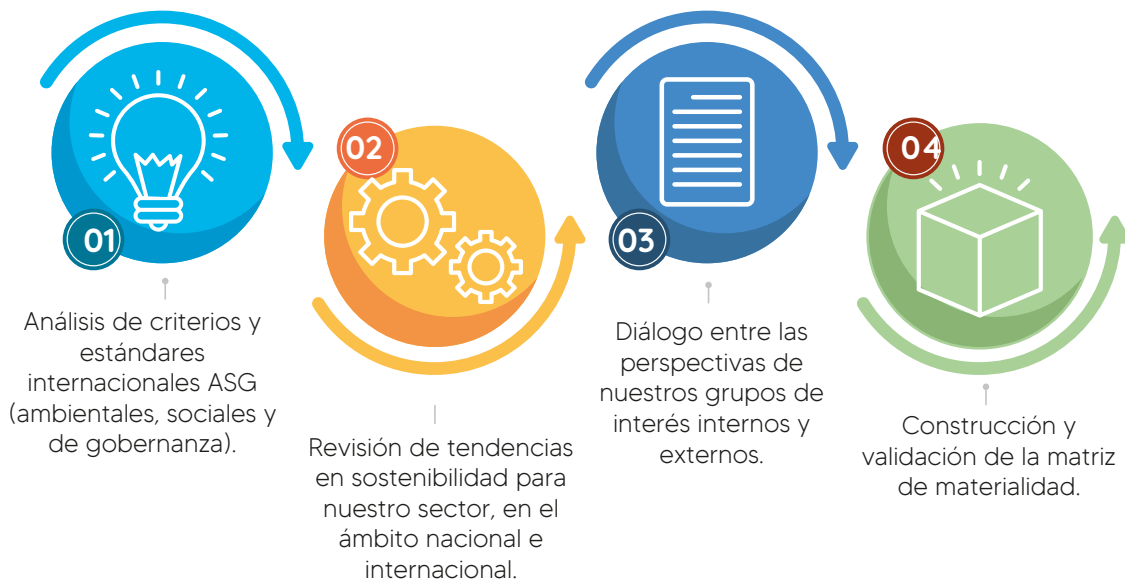 01
Análisis de criterios y
estándares
internacionales ASG
(ambientales, sociales y
de gobernanza).
02
Revisión de tendencias
en sostenibilidad para
nuestro sector, en el
ámbito nacional e
internacional.
03
Diálogo entre las
perspectivas de
nuestros grupos de
interés internos y
externos.
04
Construcción y
validación de la matriz
de materialidad.